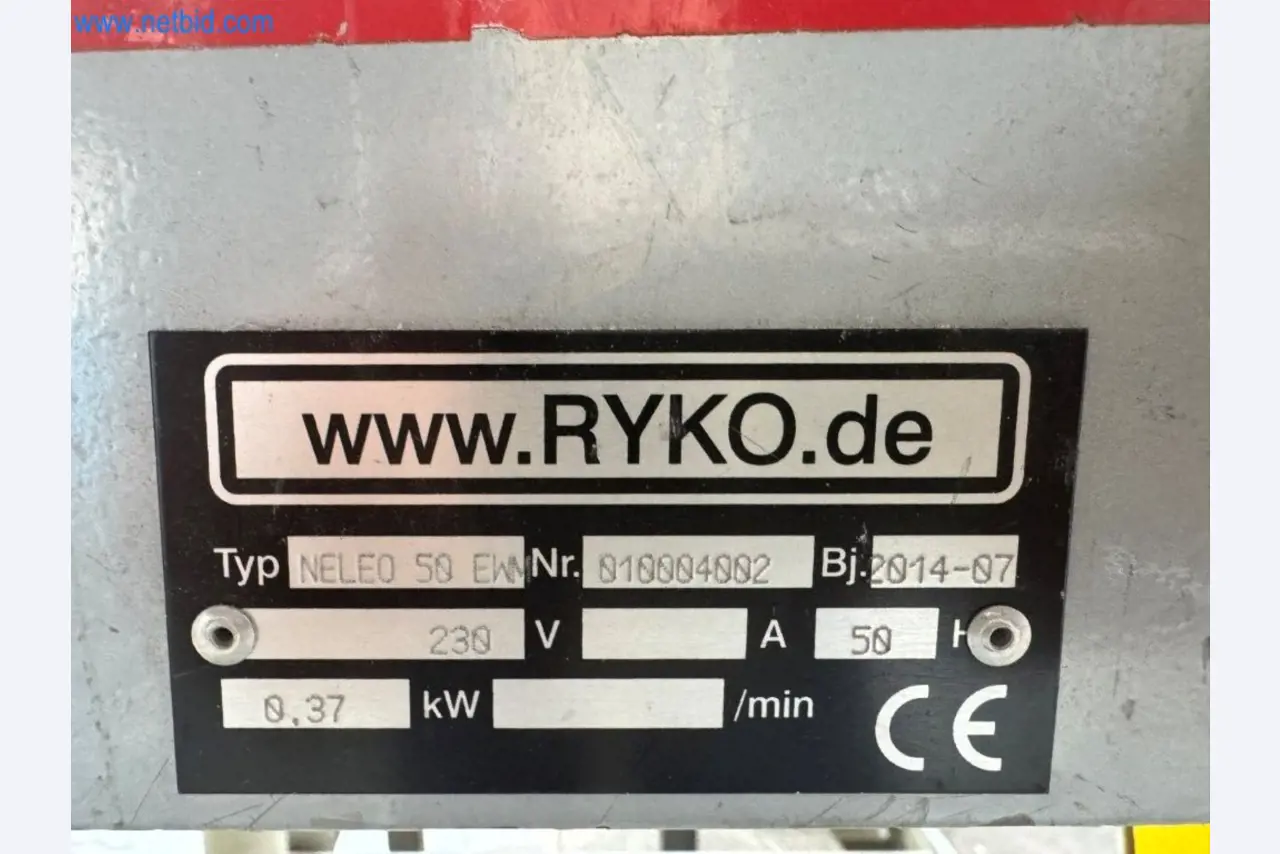 www.netbid.com
www.RYKO.de
Typ NELEO 50 EWM Nr. 010004002 Bj. 2014-07
230 V A 50 H
0,37 kW /min
CE